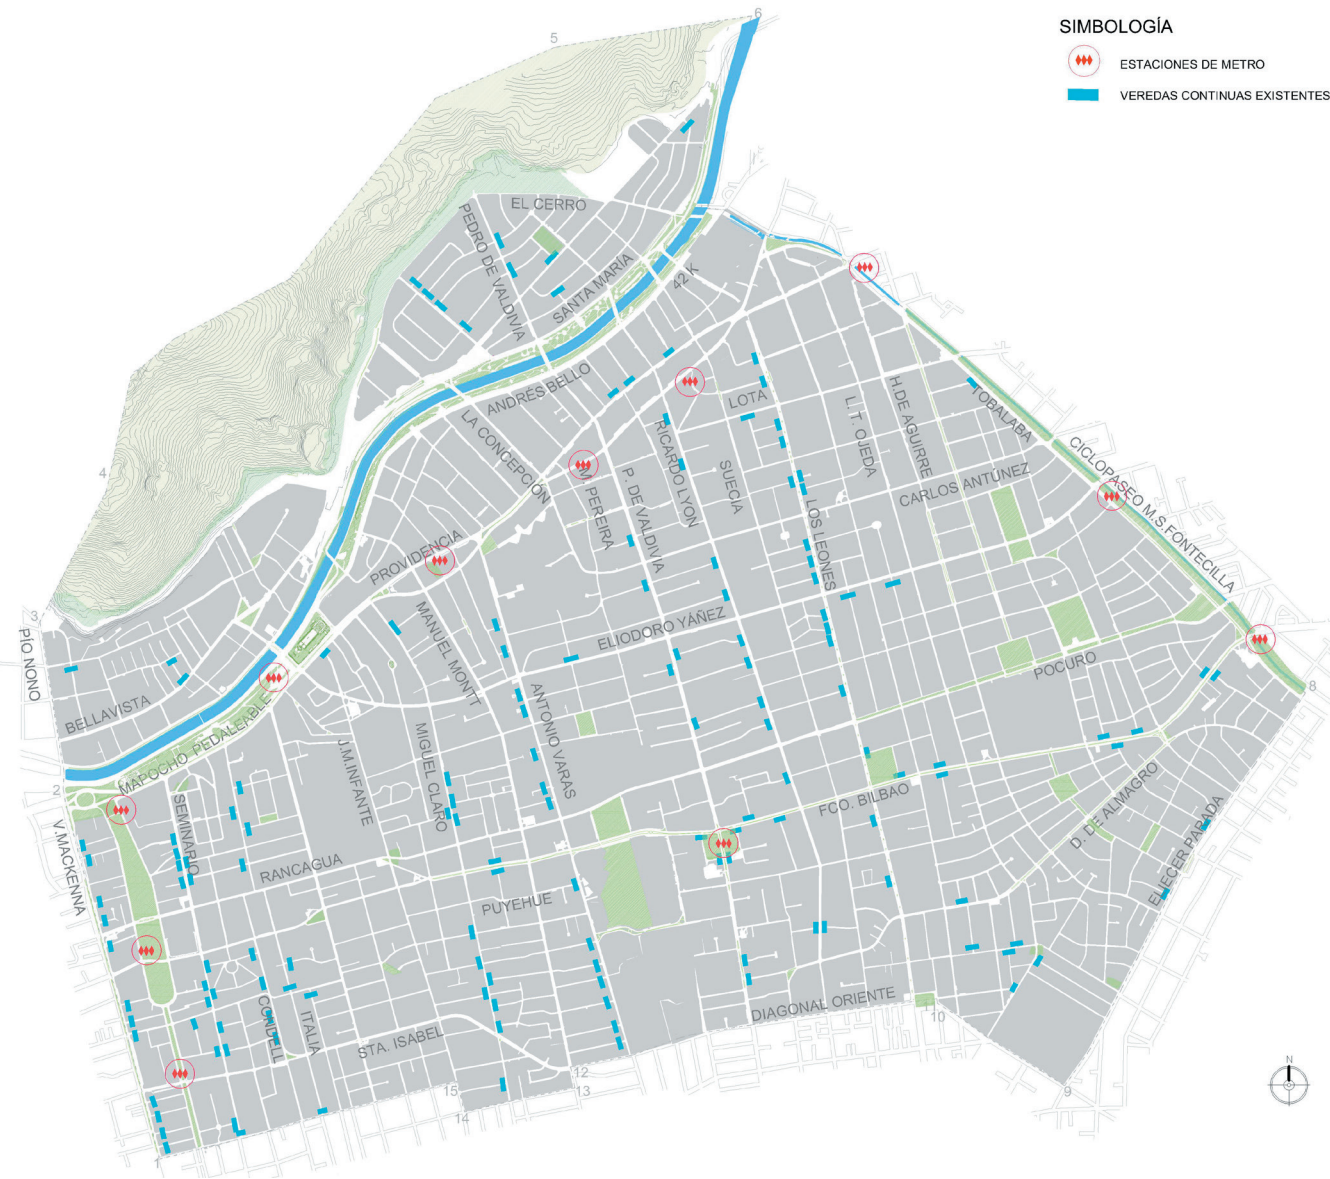 SIMBOLOGÍA
ESTACIONES DE METRO
VEREDAS CONTINUAS EXISTENTES
6
5
EL CERRO
PEDRO DE VALDIVIA
SANTA MARÍA
42 K
ANDRÉS BELLO
LOTA
H.DE AGUIRRE
TOBALABA
L. T. OJEDA
LA CONCEPCIÓN
RICARDO LYON
SUECIA
4
M. PEREIRA
P. DE VALDIVIA
CARLOS ANTÚNEZ
CICLOPASEO M.S.FONTECILLA
LOS LEONES
PROVIDENCIA
3
PÍO NONO
MANUEL MONTT
ELIODORO YÁÑEZ
POCURO
8
BELLAVISTA
MAPOCHO PEDALEABLE
ANTONIO VARAS
MIGUEL CLARO
J.M.INFANTE
2
SEMINARIO
V.MACKENNA
FCO. BILBAO
D. DE ALMAGRO
ELIECER PARADA
RANCAGUA
PUYEHUE
CONDELL
ITALIA
STA. ISABEL
DIAGONAL ORIENTE
11
10
N
12
13
15
14
9
1